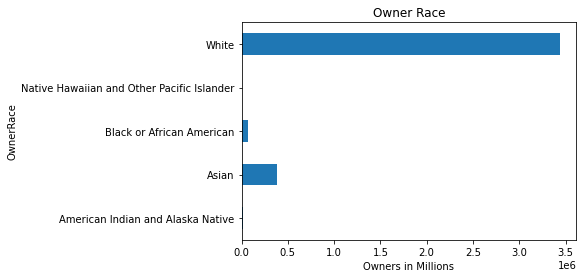 Owner Race
White
Native Hawaiian and Other Pacific Islander
Black or African American
Asian
American Indian and Alaska Native
OwnerRace
0.0 0.5 1.0 1.5 2.0 2.5 3.0 3.5
1e6
Owners in Millions